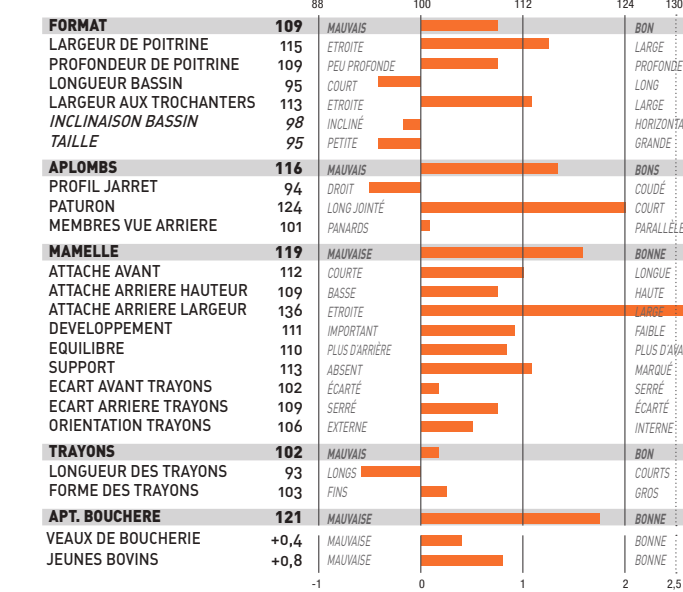 88 100 112 124 130
FORMAT 109 MAUVAIS BON
LARGEUR DE POITRINE 115 ETROITE LARGE
PROFONDEUR DE POITRINE 109 PEU PROFONDE PROFONDE
LONGUEUR BASSIN 95 COURT LONG
LARGEUR AUX TROCHANTERS 113 ETROITE LARGE
INCLINAISON BASSIN 98 INCLINÉ HORIZONTA
TAILLE 95 PETITE GRANDE
APLOMBS 116 MAUVAIS BONS
PROFIL JARRET 94 DROIT COUDÉ
PATURON 124 LONG JOINTÉ COURT
MEMBRES VUE ARRIERE 101 PANARDS PARALLÈLE
MAMELLE 119 MAUVAISE BONNE
ATTACHE AVANT 112 COURTE LONGUE
ATTACHE ARRIERE HAUTEUR 109 BASSE HAUTE
ATTACHE ARRIERE LARGEUR 136 ETROITE LARGE
DEVELOPPEMENT 111 IMPORTANT FAIBLE
EQUILIBRE 110 PLUS D'ARRIÈRE PLUS D'AVA
SUPPORT 113 ABSENT MARQUÉ
ECART AVANT TRAYONS 102 ÉCARTÉ SERRÉ
ECART ARRIERE TRAYONS 109 SERRÉ ÉCARTÉ
ORIENTATION TRAYONS 106 EXTERNE INTERNE
TRAYONS 102 MAUVAIS BON
LONGUEUR DES TRAYONS 93 LONGS COURTS
FORME DES TRAYONS 103 FINS GROS
APT. BOUCHERE 121 MAUVAISE BONNE
VEAUX DE BOUCHERIE +0,4 MAUVAISE BONNE
JEUNES BOVINS +0,8 MAUVAISE BONNE
-1 0 1 2 2,5